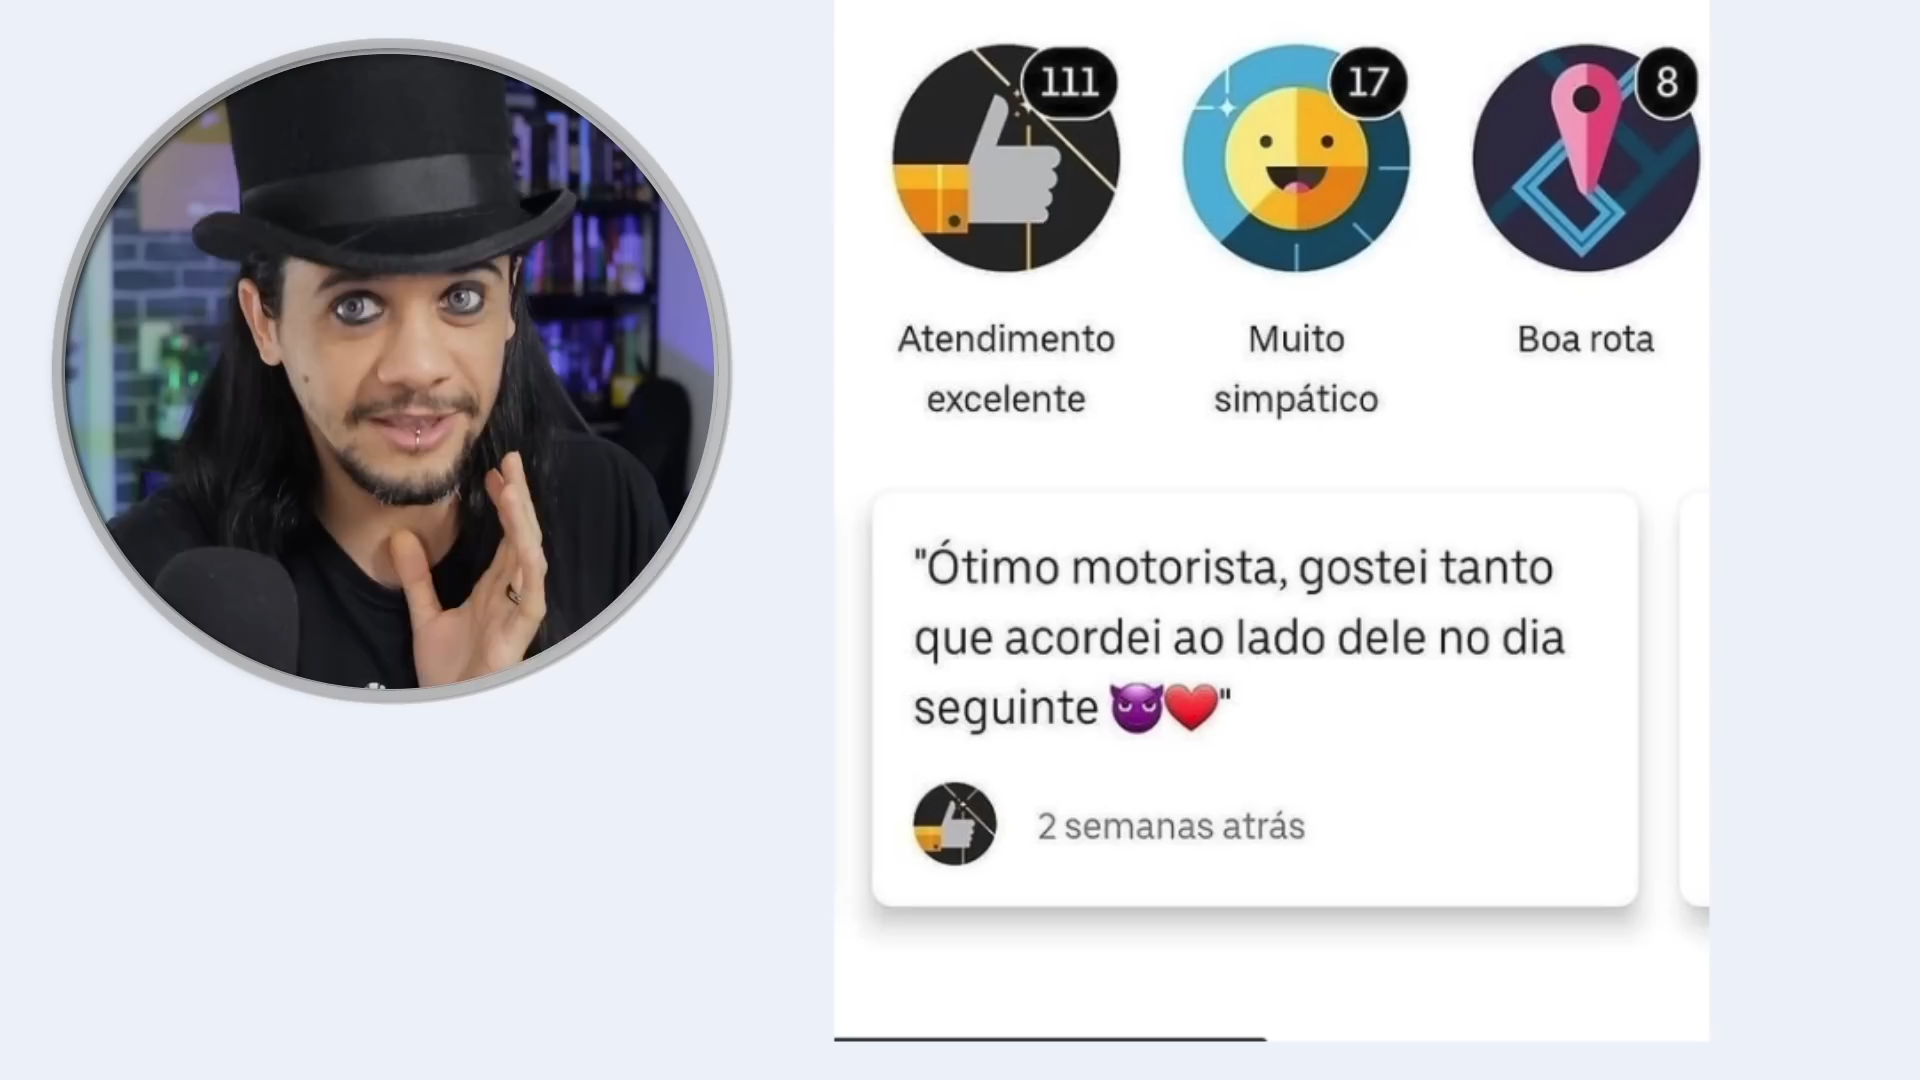 111
17
8
Atendimento
excelente
Muito
simpático
Boa rota
"Ótimo motorista, gostei tanto
que acordei ao lado dele no dia
seguinte 😈❤️"
2 semanas atrás